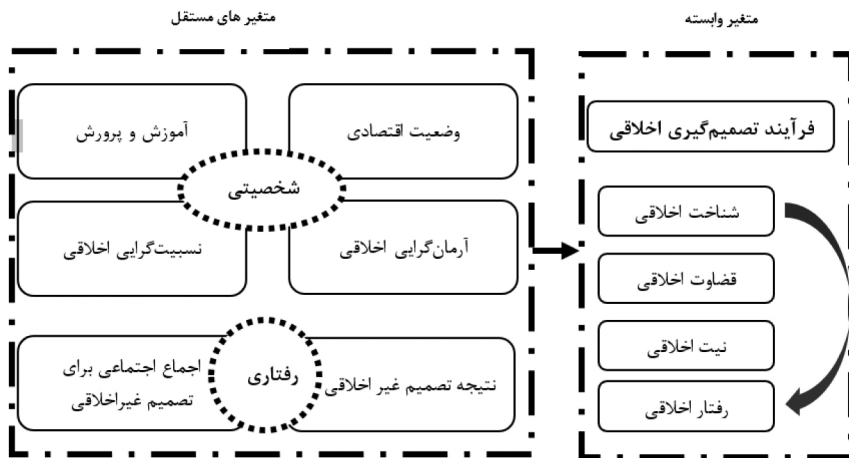 متغیر وابسته
متغیر های مستقل
فرآیند تصمیم‌گیری اخلاقی
شناخت اخلاقی
قضاوت اخلاقی
نیت اخلاقی
رفتار اخلاقی
وضعیت اقتصادی
آموزش و پرورش
شخصیتی
آرمان‌گرایی اخلاقی
نسبیت‌گرایی اخلاقی
رفتاری
نتیجه تصمیم غیر اخلاقی
اجماع اجتماعی برای
تصمیم غیراخلاقی